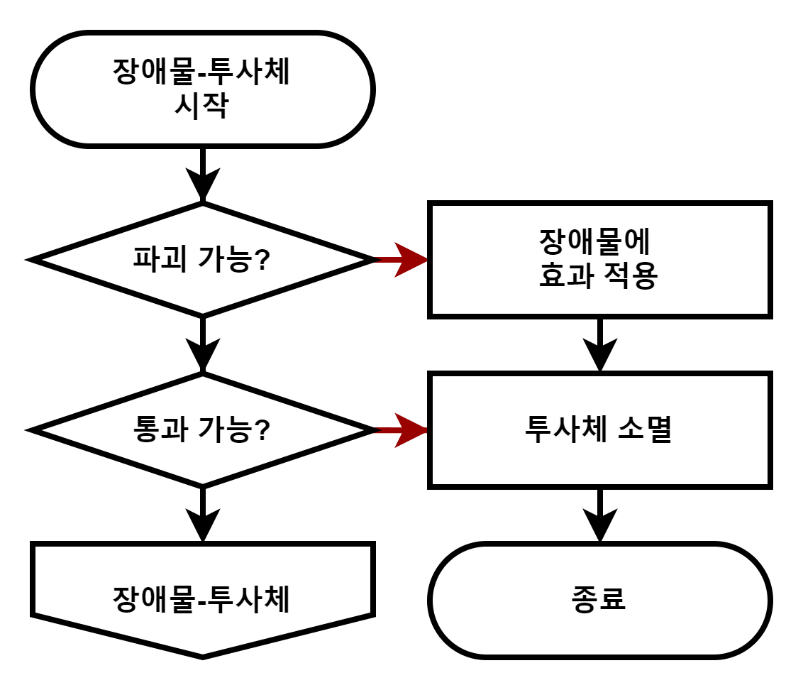 장애물-투사체
시작
파괴 가능?
장애물에
효과 적용
통과 가능?
투사체 소멸
장애물-투사체
종료